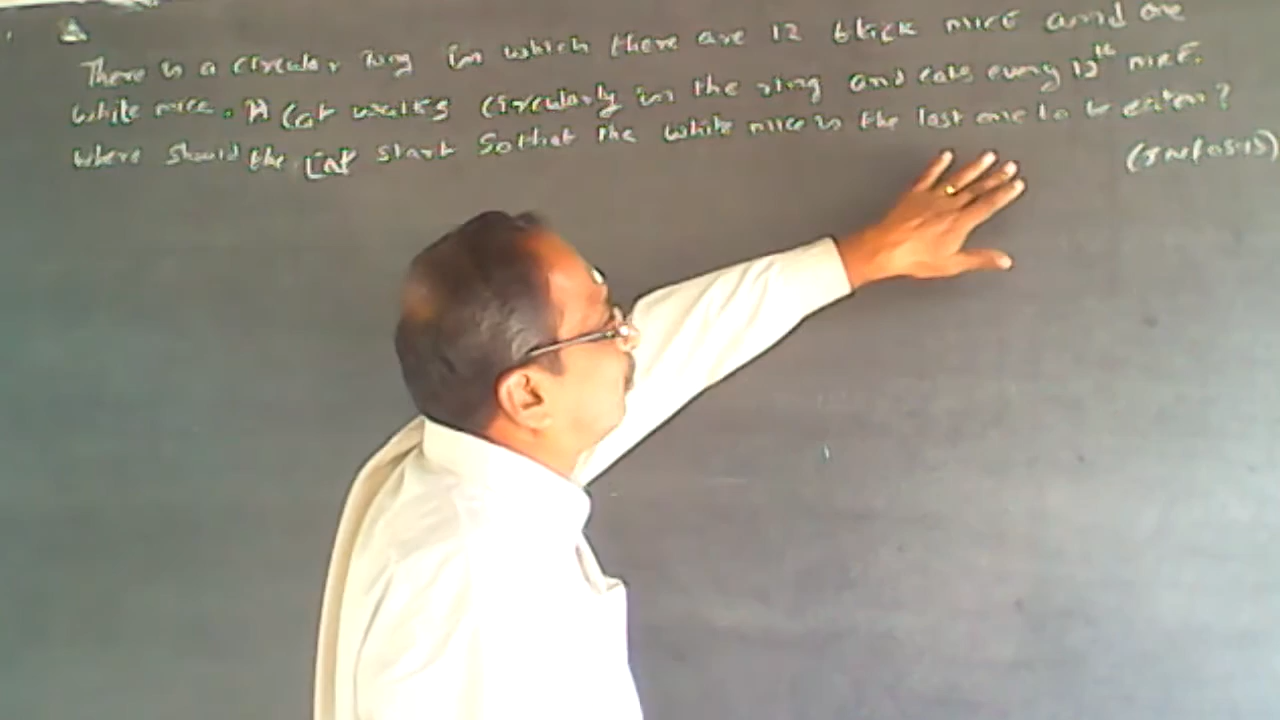 There is a circular ring in which there are 12 black mice and one
white mice. A Cat walks circularly in the ring and eats every 13th mice.
where should the Cat start so that the white mice is the last one to be eaten?
(Infosis)